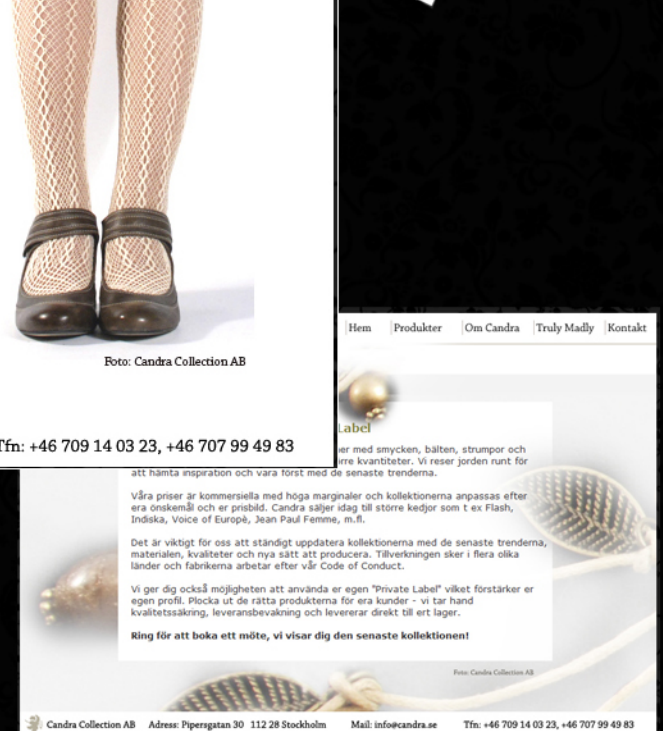 Foto: Candra Collection AB
Tfn: +46 709 14 03 23, +46 707 99 49 83
Hem Produkter Om Candra Truly Madly Kontakt
Label
med smycken, bälten, strumpor och
kvantiteter. Vi reser jorden runt för
att hämta inspiration och vara först med de senaste trenderna.
Våra priser är kommersiella med höga marginaler och kollektionerna anpassas efter
era önskemål och er prisbild. Candra säljer idag till större kedjor som t ex Flash,
Indiska, Voice of Europè, Jean Paul Femme, m.fl.
Det är viktigt för oss att ständigt uppdatera kollektionerna med de senaste trenderna,
materialen, kvaliteter och nya sätt att producera. Tillverkningen sker i flera olika
länder och fabrikerna arbetar efter vår Code of Conduct.
Vi ger dig också möjligheten att använda er egen "Private Label" vilket förstärker er
egen profil. Plocka ut de rätta produkterna för era kunder - vi tar hand
kvalitetssäkring, leveransbevakning och levererar direkt till ert lager.
Ring för att boka ett möte, vi visar dig den senaste kollektionen!
Foto: Candra Collection AB
Candra Collection AB Adress: Pipersgatan 30 112 28 Stockholm Mail: info@candra.se Tfn: +46 709 14 03 23, +46 707 99 49 83